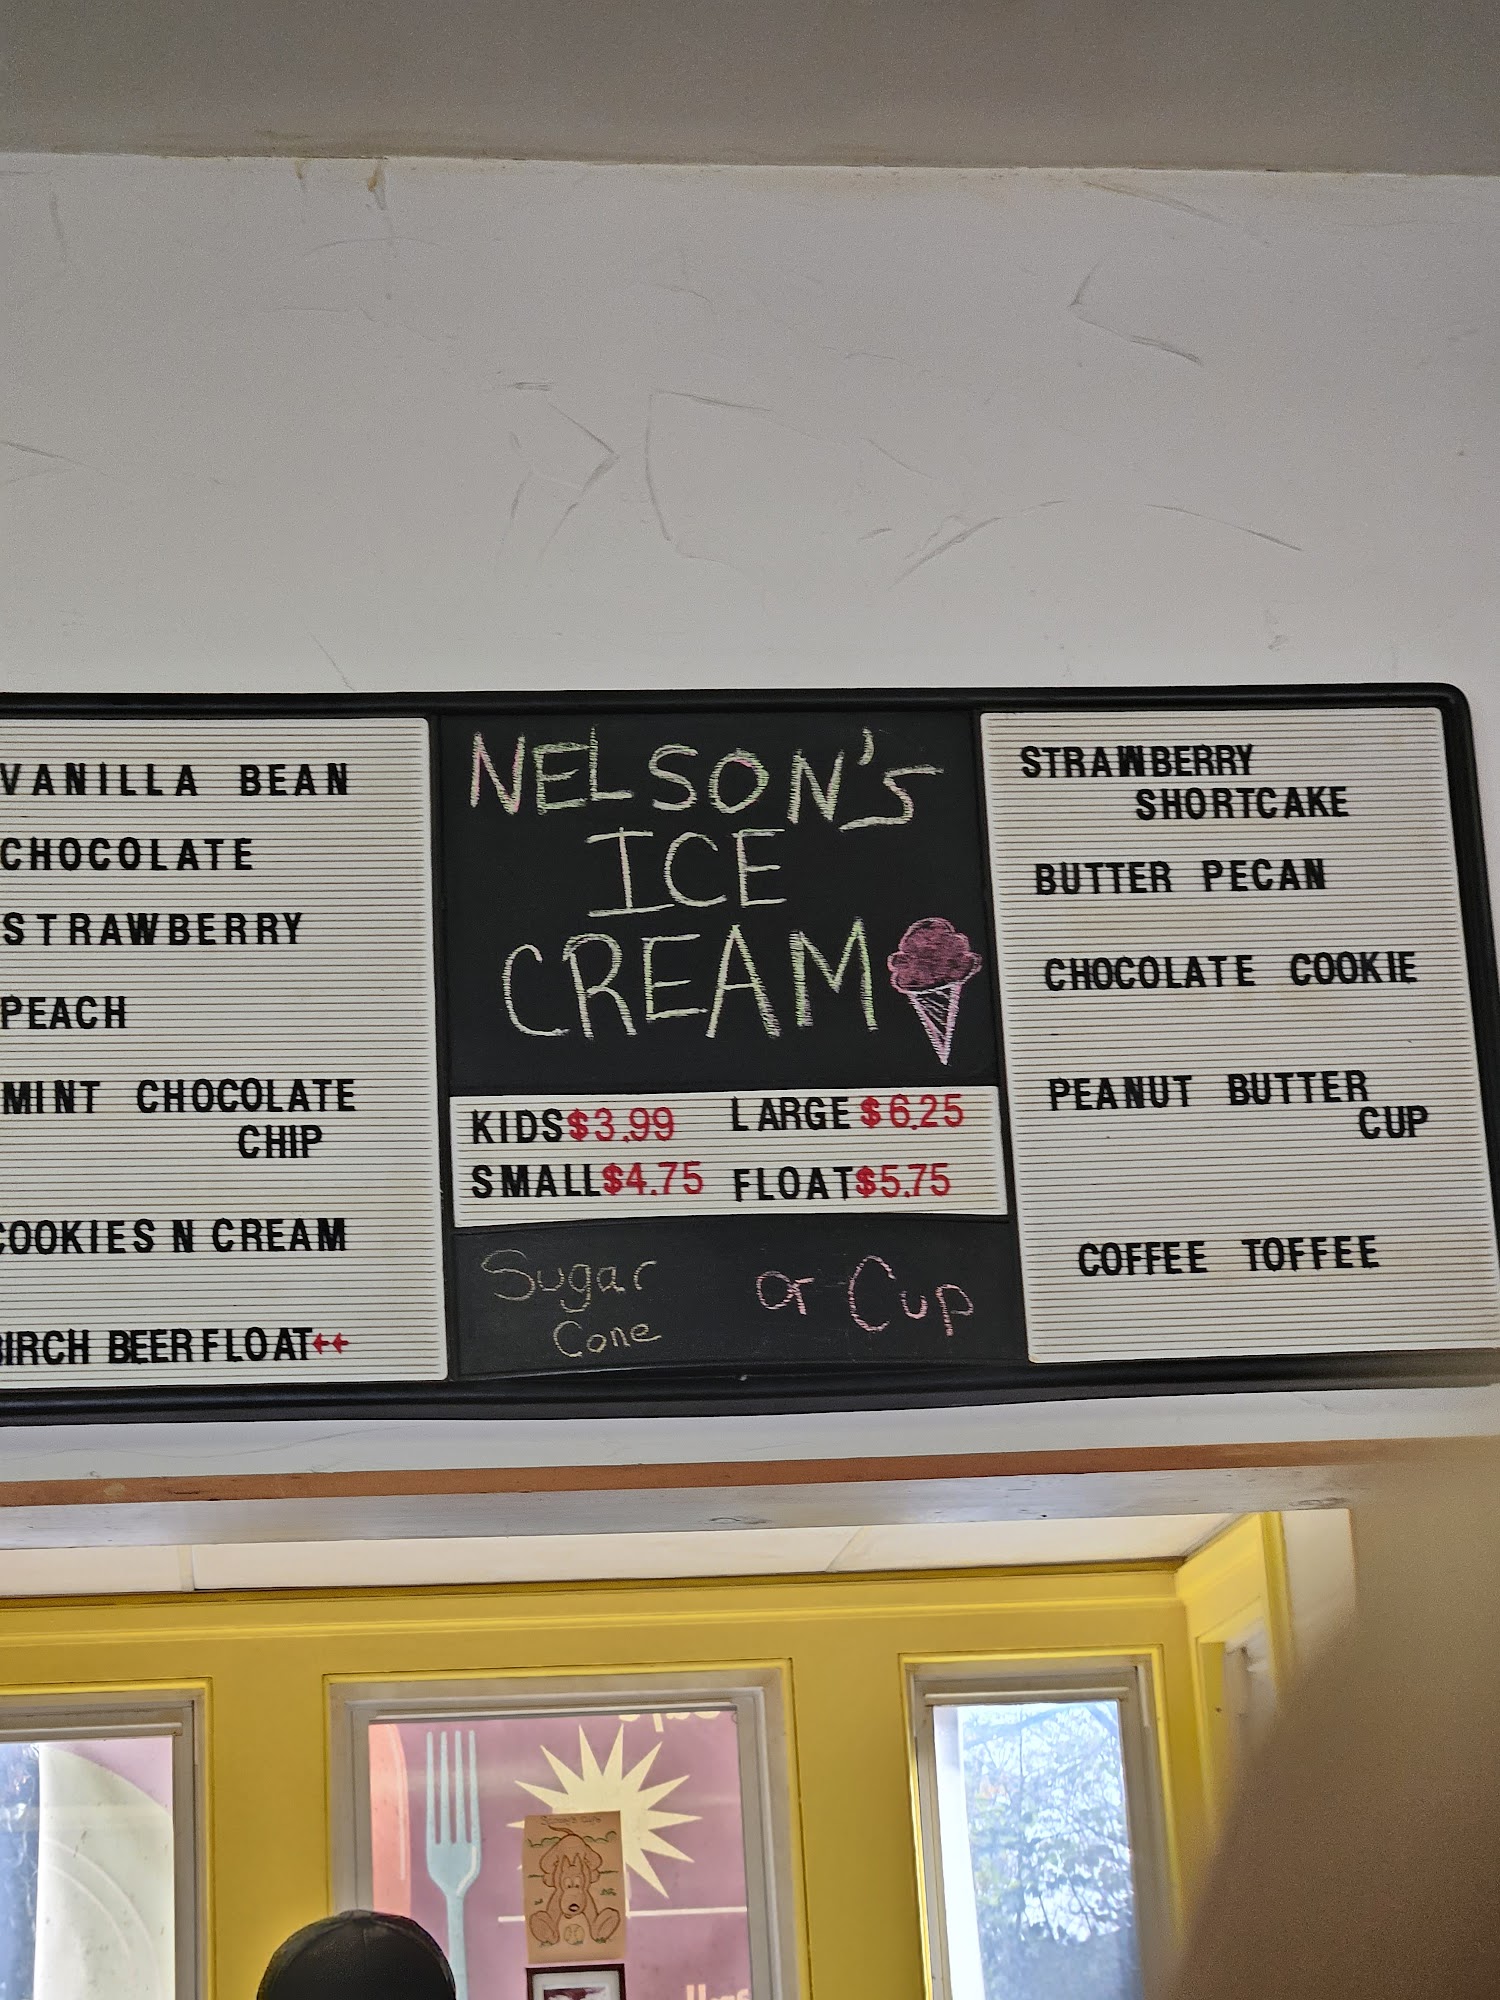 VANILLA BEAN
CHOCOLATE
STRAWBERRY
PEACH
MINT CHOCOLATE
CHIP
COOKIES N CREAM
BIRCH BEER FLOAT
NELSON'S
ICE
CREAM
KIDS $3.99 LARGE $6.25
SMALL $4.75 FLOAT $5.75
Sugar or Cup
Cone
STRAWBERRY
SHORTCAKE
BUTTER PECAN
CHOCOLATE COOKIE
PEANUT BUTTER
CUP
COFFEE TOFFEE